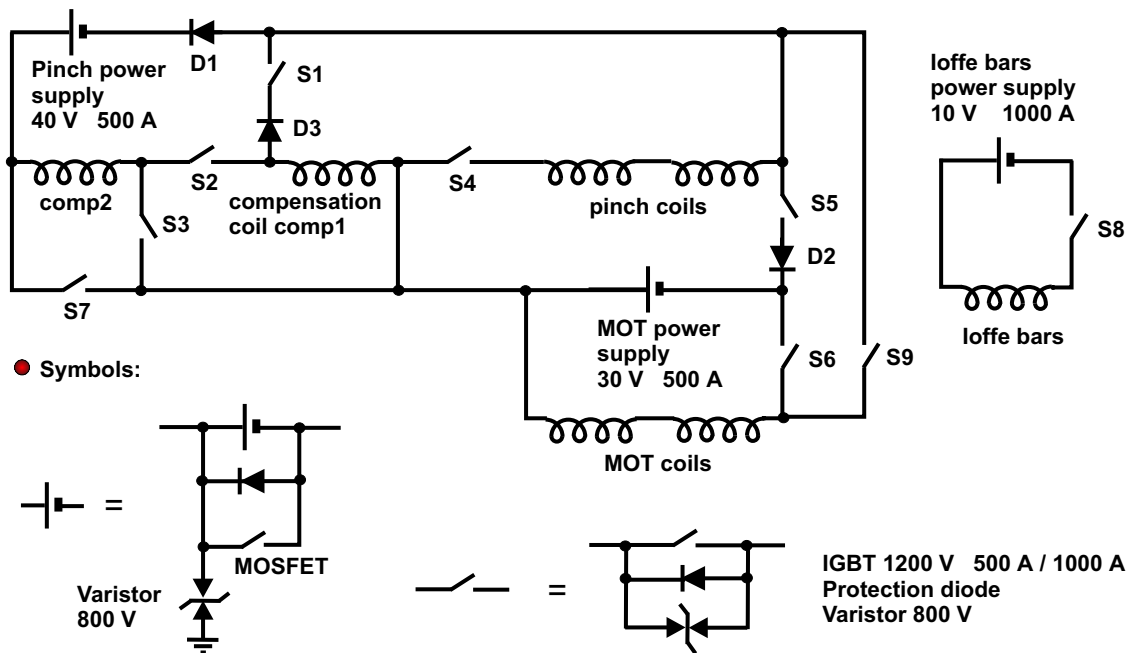 Pinch power
supply
40 V 500 A
D1
S1
D3
Ioffe bars
power supply
10 V 1000 A
comp2
S2
S3
compensation
coil comp1
S4
pinch coils
S5
D2
S8
S7
MOT power
supply
30 V 500 A
S6
S9
Ioffe bars
Symbols:
MOT coils
=
MOSFET
Varistor
800 V
=
IGBT 1200 V 500 A / 1000 A
Protection diode
Varistor 800 V